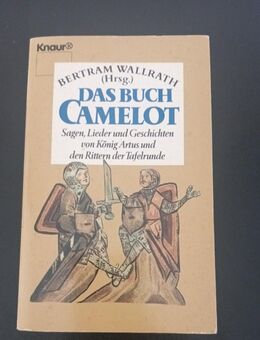 Knaur®
BERTRAM WALLRATH
(Hrsg.)
DAS BUCH
CAMELOT
Sagen, Lieder und Geschichten
von König Artus und
den Rittern der Tafelrunde